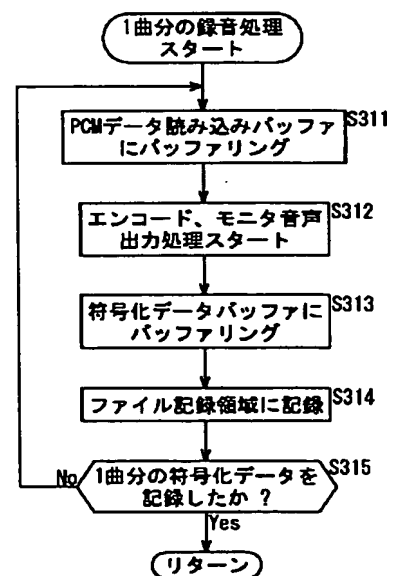 1曲分の録音処理
スタート
PCMデータ読み込みバッファ
にバッファリング
S311
エンコード、モニタ音声
出力処理スタート
S312
符号化データバッファに
バッファリング
S313
ファイル記録領域に記録
S314
1曲分の符号化データを
記録したか ?
S315
No
Yes
リターン